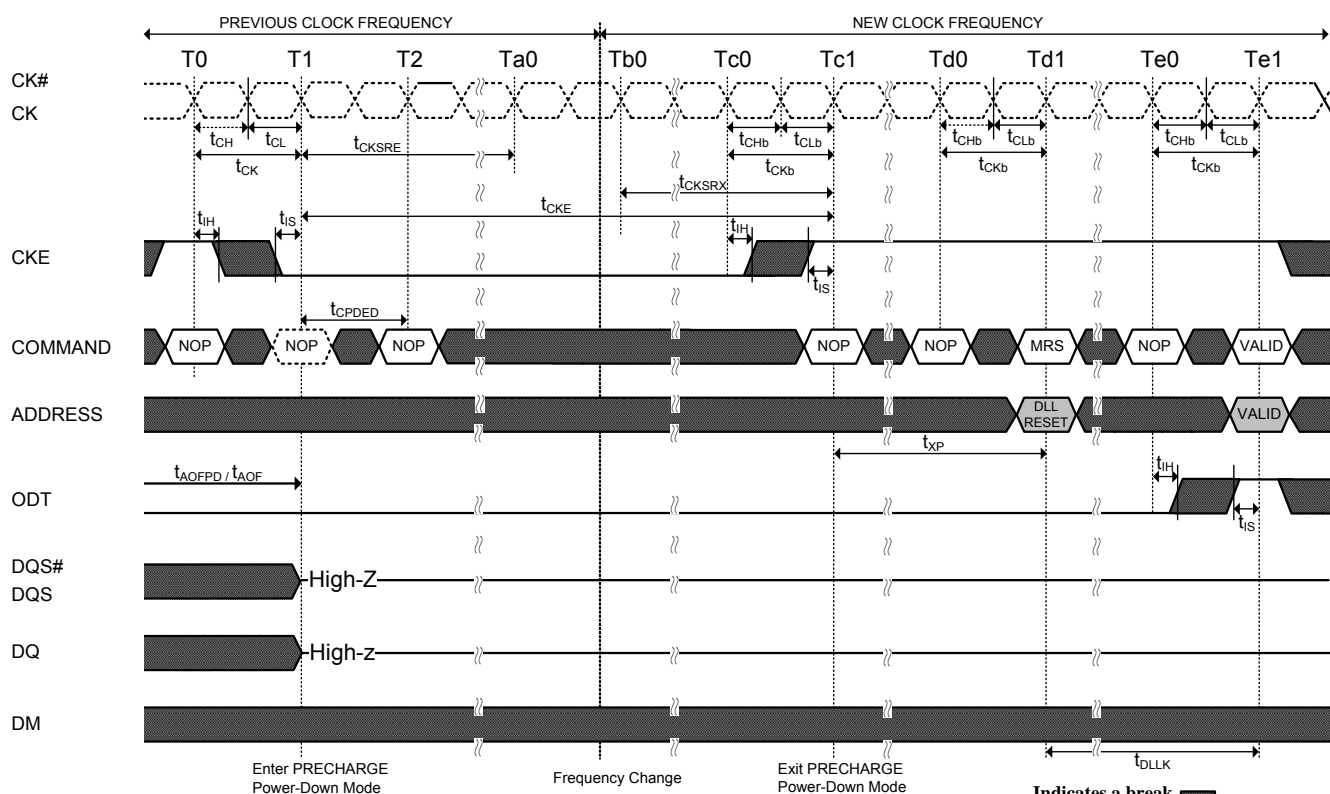 PREVIOUS CLOCK FREQUENCY NEW CLOCK FREQUENCY
T0 T1 T2 Ta0 Tb0 Tc0 Tc1 Td0 Td1 Te0 Te1
CK#
CK
tCH tCL tCHb tCLb tCHb tCLb tCHb tCLb
tCK tCKSRE tCKb tCKb tCKb
tCKSRX
tCKE
tIH tIS tIH
CKE
tIS
tCPDED
COMMAND NOP NOP NOP NOP NOP MRS NOP VALID
ADDRESS DLL RESET VALID
tXP
tAOFPD / tAOF tIH
ODT
tIS
DQS#
DQS High-Z
DQ High-z
DM
tDLLK
Enter PRECHARGE
Power-Down Mode
Frequency Change
Exit PRECHARGE
Power-Down Mode
Indicates a break